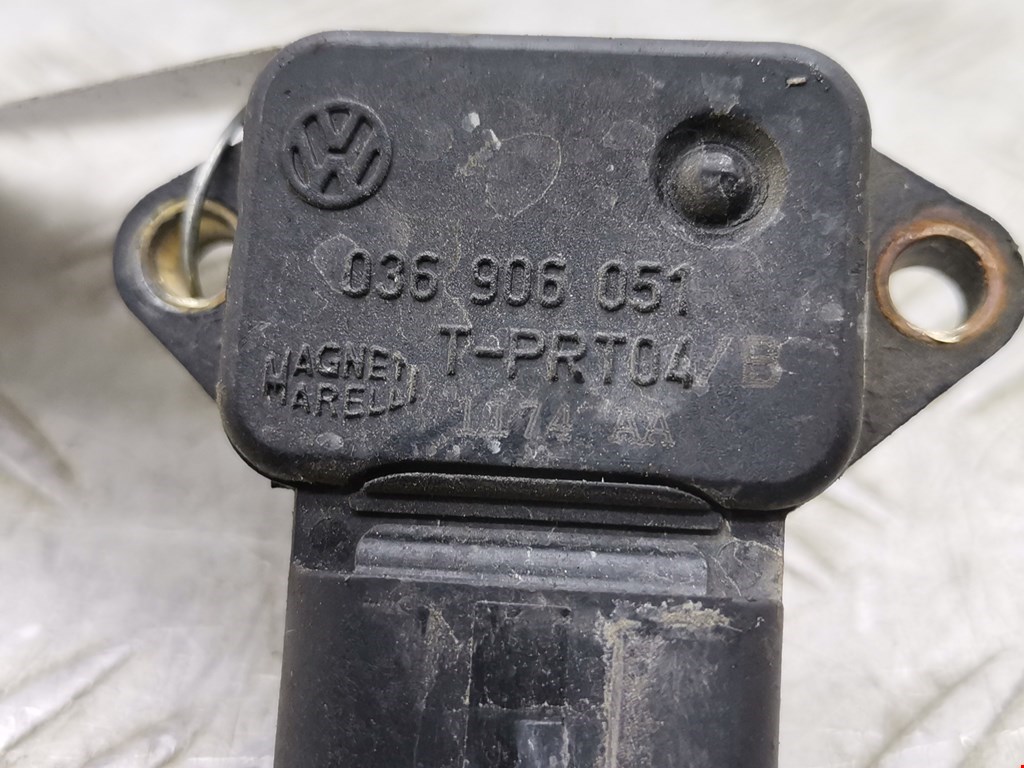 036 906 051
T-PRT04/B
MAGNETI
MARELLI
1174 AA